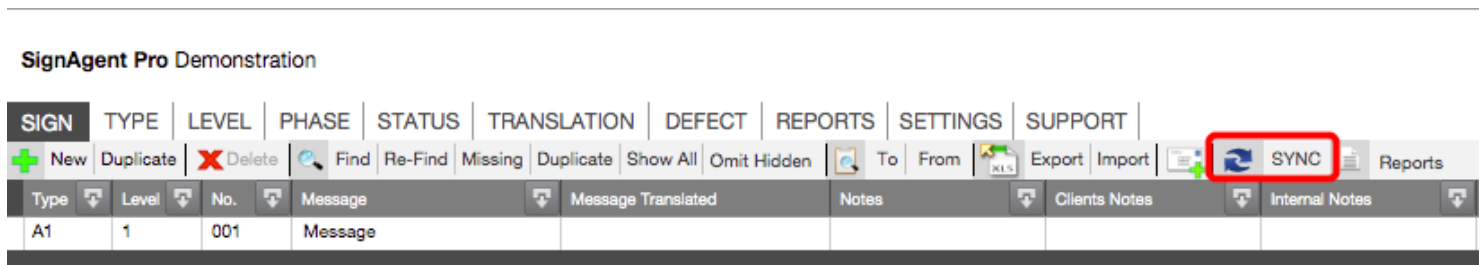 SignAgent Pro Demonstration
SIGN TYPE LEVEL PHASE STATUS TRANSLATION DEFECT REPORTS SETTINGS SUPPORT
New Duplicate Delete Find Re-Find Missing Duplicate Show All Omit Hidden To From XLS Export Import SYNC Reports
Type Level No. Message Message Translated Notes Clients Notes Internal Notes
A1 1 001 Message